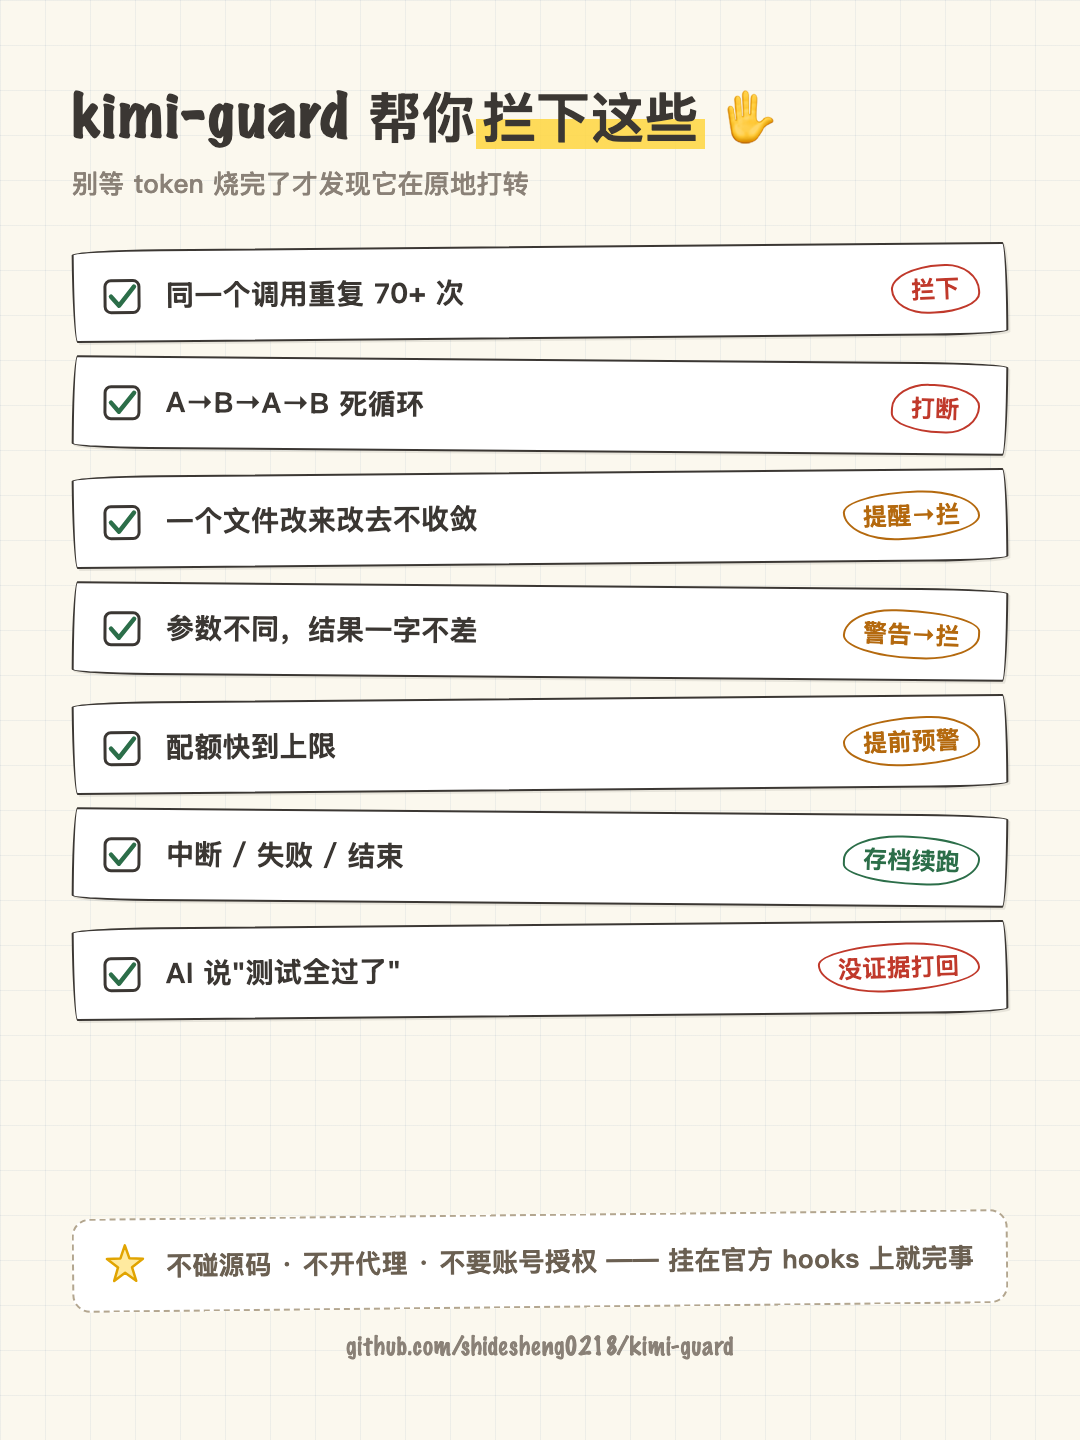 kimi-guard 帮你拦下这些
别等 token 烧完了才发现它在原地打转
同一个调用重复 70+ 次
拦下
A→B→A→B 死循环
打断
一个文件改来改去不收敛
提醒→拦
参数不同，结果一字不差
警告→拦
配额快到上限
提前预警
中断 / 失败 / 结束
存档续跑
AI 说"测试全过了"
没证据打回
不碰源码 · 不开代理 · 不要账号授权 —— 挂在官方 hooks 上就完事
github.com/shidesheng0218/kimi-guard